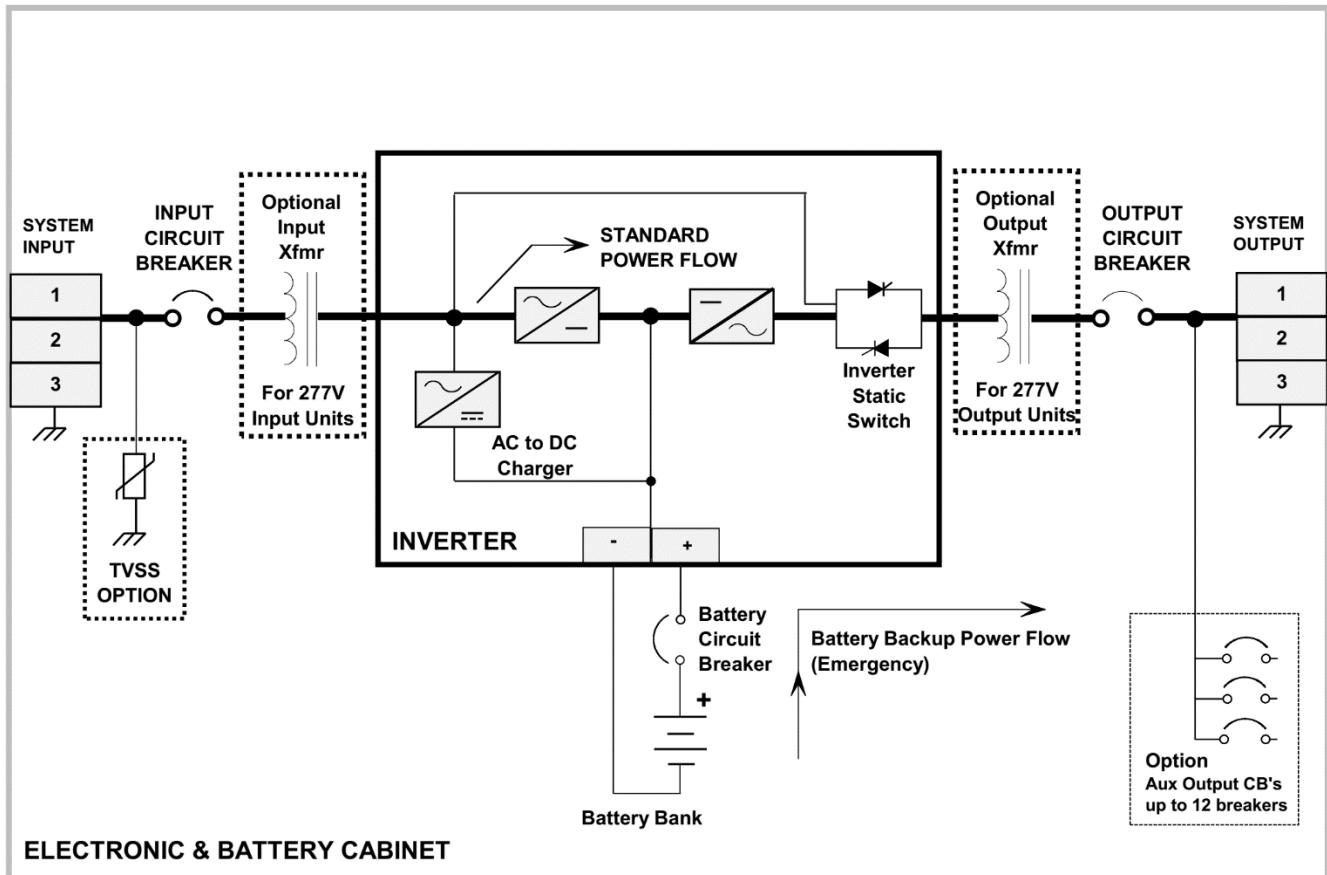 SYSTEM
INPUT
1
2
3
INPUT
CIRCUIT
BREAKER
TVSS
OPTION
Optional
Input
Xfmr
For 277V
Input Units
STANDARD
POWER FLOW
AC to DC
Charger
Inverter
Static
Switch
INVERTER
-
+
Optional
Output
Xfmr
For 277V
Output Units
OUTPUT
CIRCUIT
BREAKER
SYSTEM
OUTPUT
1
2
3
Battery
Circuit
Breaker
+
Battery Bank
Battery Backup Power Flow
(Emergency)
Option
Aux Output CB's
up to 12 breakers
ELECTRONIC & BATTERY CABINET